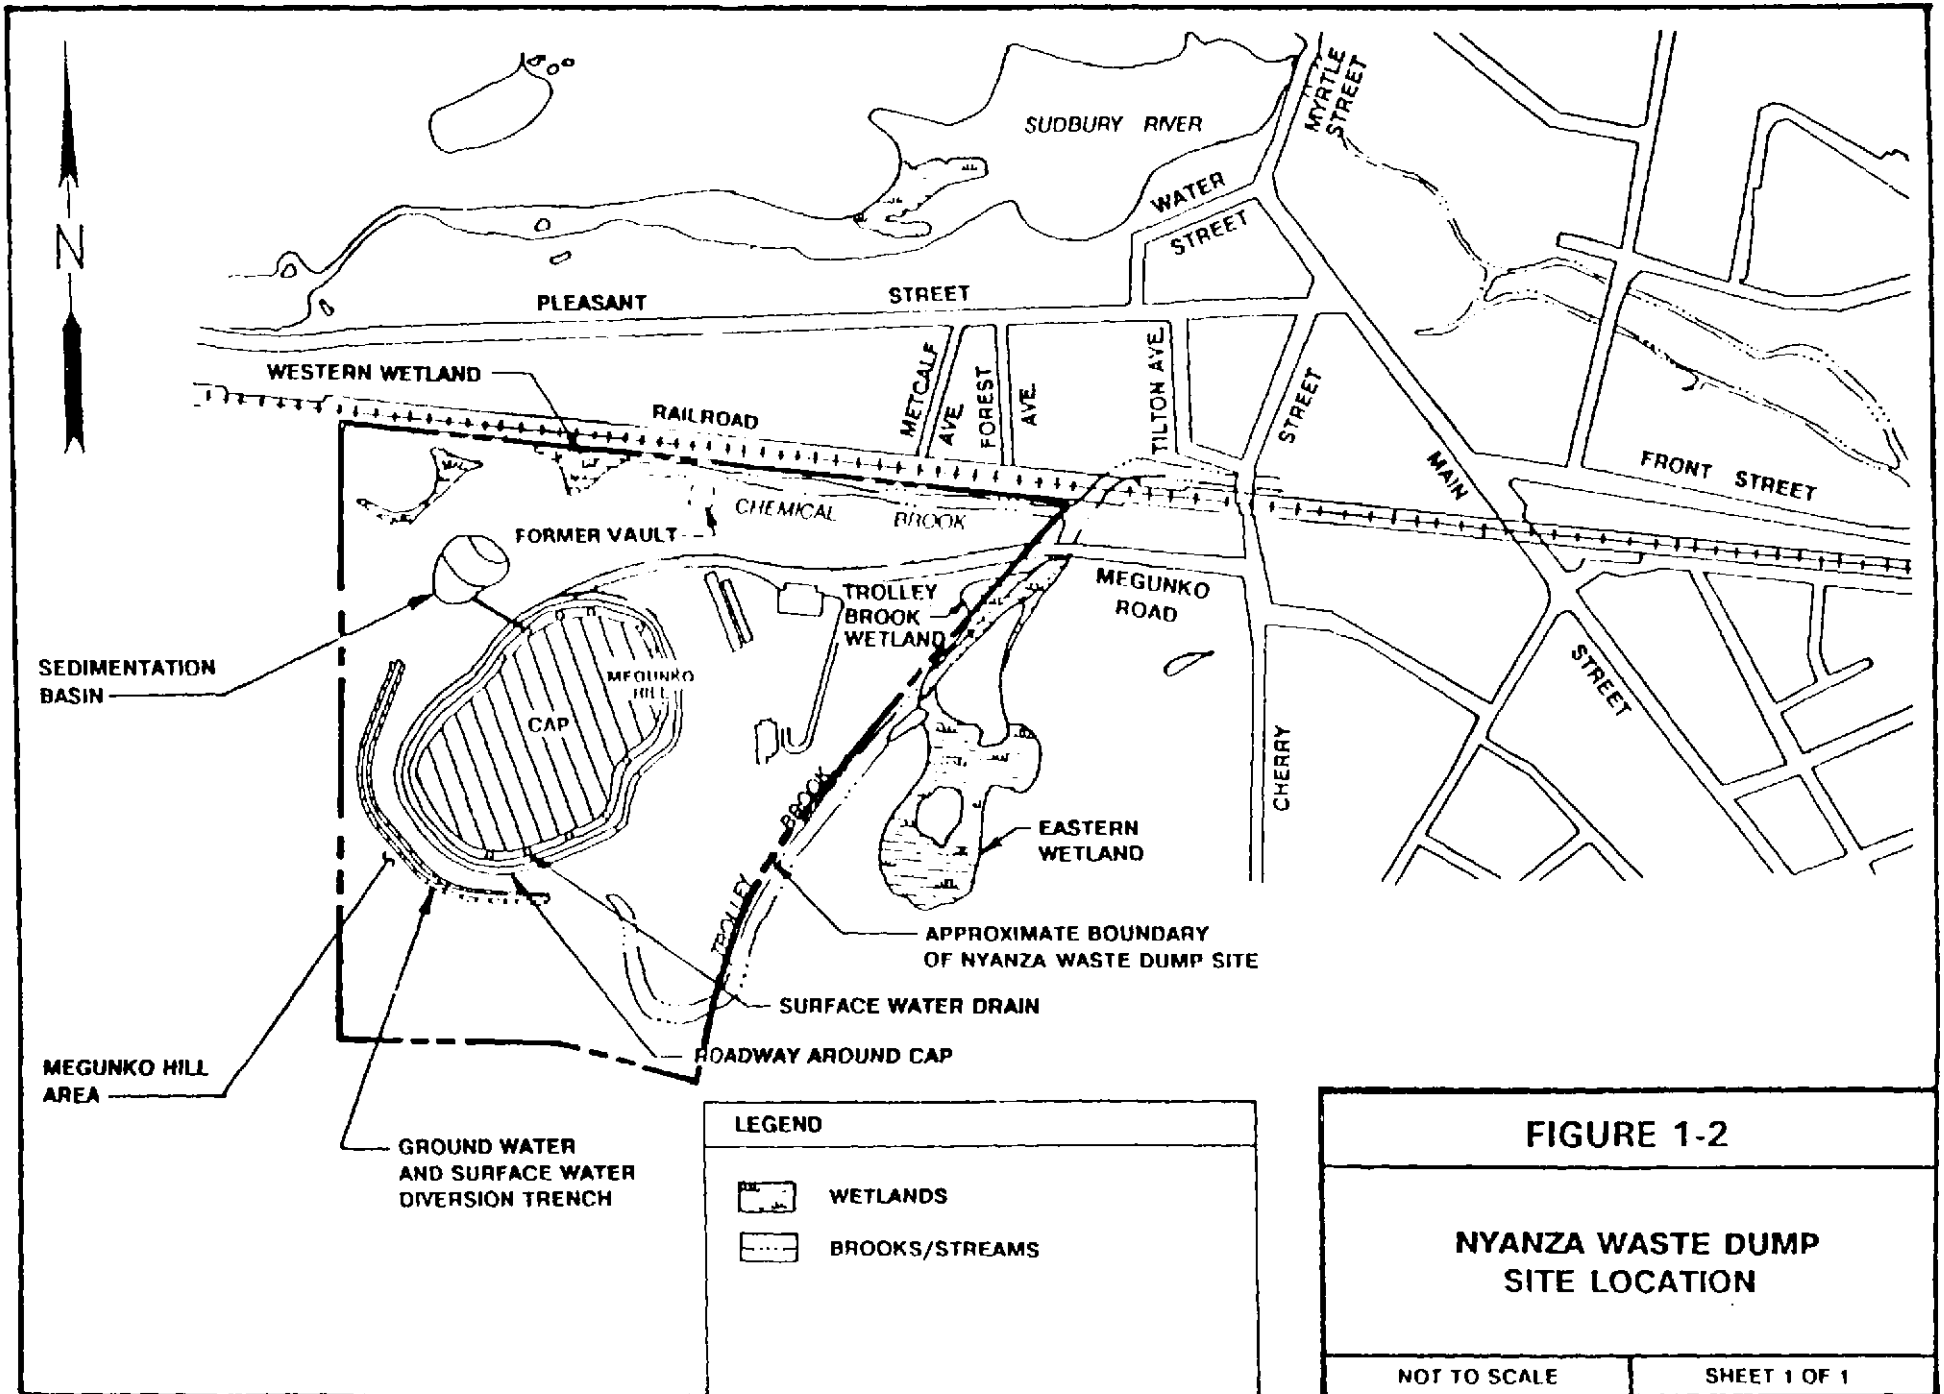 SUDBURY RIVER
MYRTLE
STREET
N
WATER
STREET
PLEASANT STREET
WESTERN WETLAND
RAILROAD
METCALF
AVE.
FOREST
AVE.
TILTON AVE.
STREET
MAIN
FRONT STREET
CHEMICAL BROOK
FORMER VAULT
MEGUNKO
ROAD
TROLLEY
BROOK
WETLAND
SEDIMENTATION
BASIN
MEGUNKO
HILL
CAP
STREET
CHERRY
TROLLEY BROOK
EASTERN
WETLAND
APPROXIMATE BOUNDARY
OF NYANZA WASTE DUMP SITE
SURFACE WATER DRAIN
ROADWAY AROUND CAP
MEGUNKO HILL
AREA
GROUND WATER
AND SURFACE WATER
DIVERSION TRENCH
LEGEND
WETLANDS
BROOKS/STREAMS
FIGURE 1-2
NYANZA WASTE DUMP
SITE LOCATION
NOT TO SCALE
SHEET 1 OF 1